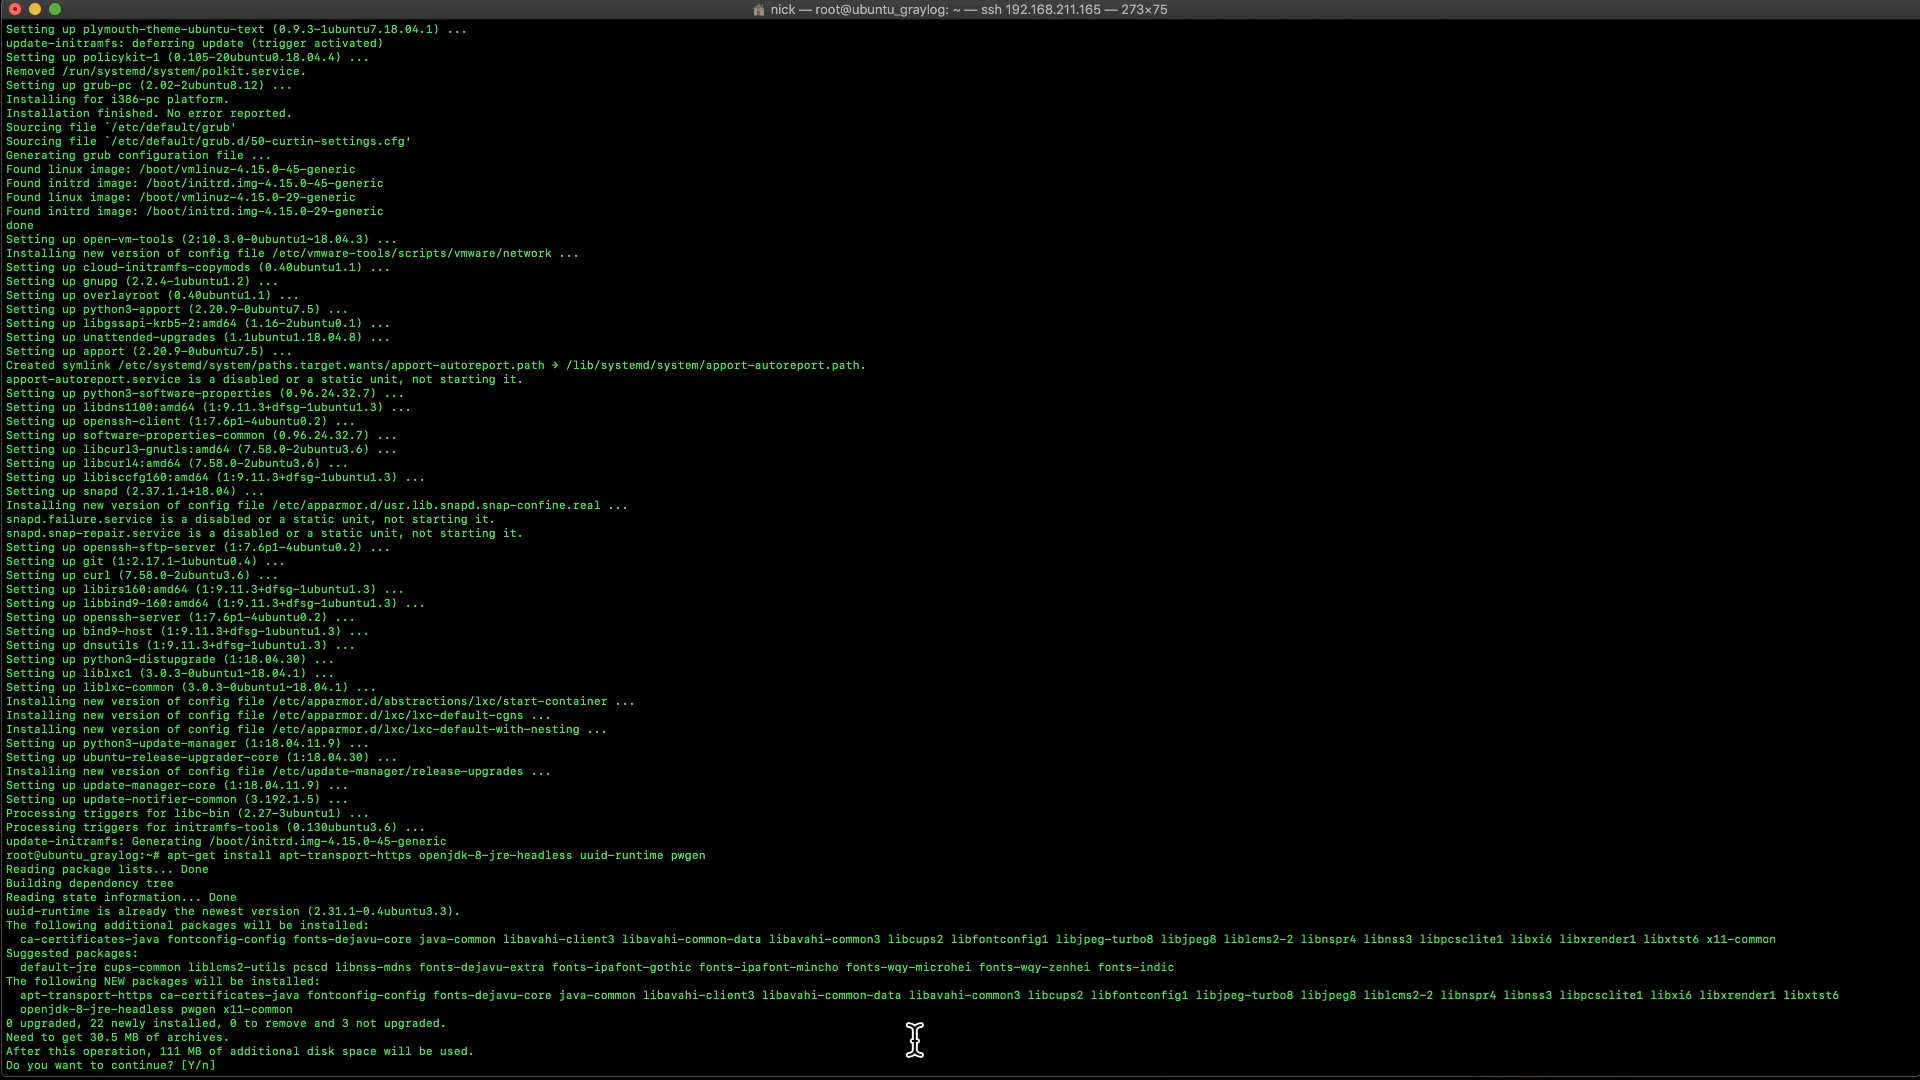 nick — root@ubuntu_graylog: ~ — ssh 192.168.211.165 — 273×75
Setting up plymouth-theme-ubuntu-text (0.9.3-1ubuntu7.18.04.1) ...
update-initramfs: deferring update (trigger activated)
Setting up policykit-1 (0.105-20ubuntu0.18.04.4) ...
Removed /run/systemd/system/polkit.service.
Setting up grub-pc (2.02-2ubuntu8.12) ...
Installing for i386-pc platform.
Installation finished. No error reported.
Sourcing file `/etc/default/grub'
Sourcing file `/etc/default/grub.d/50-curtin-settings.cfg'
Generating grub configuration file ...
Found linux image: /boot/vmlinuz-4.15.0-45-generic
Found initrd image: /boot/initrd.img-4.15.0-45-generic
Found linux image: /boot/vmlinuz-4.15.0-29-generic
Found initrd image: /boot/initrd.img-4.15.0-29-generic
done
Setting up open-vm-tools (2:10.3.0-0ubuntu1~18.04.3) ...
Installing new version of config file /etc/vmware-tools/scripts/vmware/network ...
Setting up cloud-initramfs-copymods (0.40ubuntu1.1) ...
Setting up gnupg (2.2.4-1ubuntu1.2) ...
Setting up overlayroot (0.40ubuntu1.1) ...
Setting up python3-apport (2.20.9-0ubuntu7.5) ...
Setting up libgssapi-krb5-2:amd64 (1.16-2ubuntu0.1) ...
Setting up unattended-upgrades (1.1ubuntu1.18.04.8) ...
Setting up apport (2.20.9-0ubuntu7.5) ...
Created symlink /etc/systemd/system/paths.target.wants/apport-autoreport.path → /lib/systemd/system/apport-autoreport.path.
apport-autoreport.service is a disabled or a static unit, not starting it.
Setting up python3-software-properties (0.96.24.32.7) ...
Setting up libdns1100:amd64 (1:9.11.3+dfsg-1ubuntu1.3) ...
Setting up openssh-client (1:7.6p1-4ubuntu0.2) ...
Setting up software-properties-common (0.96.24.32.7) ...
Setting up libcurl3-gnutls:amd64 (7.58.0-2ubuntu3.6) ...
Setting up libcurl4:amd64 (7.58.0-2ubuntu3.6) ...
Setting up libisccfg160:amd64 (1:9.11.3+dfsg-1ubuntu1.3) ...
Setting up snapd (2.37.1.1+18.04) ...
Installing new version of config file /etc/apparmor.d/usr.lib.snapd.snap-confine.real ...
snapd.failure.service is a disabled or a static unit, not starting it.
snapd.snap-repair.service is a disabled or a static unit, not starting it.
Setting up openssh-sftp-server (1:7.6p1-4ubuntu0.2) ...
Setting up git (1:2.17.1-1ubuntu0.4) ...
Setting up curl (7.58.0-2ubuntu3.6) ...
Setting up libirs160:amd64 (1:9.11.3+dfsg-1ubuntu1.3) ...
Setting up libbind9-160:amd64 (1:9.11.3+dfsg-1ubuntu1.3) ...
Setting up openssh-server (1:7.6p1-4ubuntu0.2) ...
Setting up bind9-host (1:9.11.3+dfsg-1ubuntu1.3) ...
Setting up dnsutils (1:9.11.3+dfsg-1ubuntu1.3) ...
Setting up python3-distupgrade (1:18.04.30) ...
Setting up liblxc1 (3.0.3-0ubuntu1~18.04.1) ...
Setting up liblxc-common (3.0.3-0ubuntu1~18.04.1) ...
Installing new version of config file /etc/apparmor.d/abstractions/lxc/start-container ...
Installing new version of config file /etc/apparmor.d/lxc/lxc-default-cgns ...
Installing new version of config file /etc/apparmor.d/lxc/lxc-default-with-nesting ...
Setting up python3-update-manager (1:18.04.11.9) ...
Setting up ubuntu-release-upgrader-core (1:18.04.30) ...
Installing new version of config file /etc/update-manager/release-upgrades ...
Setting up update-manager-core (1:18.04.11.9) ...
Setting up update-notifier-common (3.192.1.5) ...
Processing triggers for libc-bin (2.27-3ubuntu1) ...
Processing triggers for initramfs-tools (0.130ubuntu3.6) ...
update-initramfs: Generating /boot/initrd.img-4.15.0-45-generic
root@ubuntu_graylog:~# apt-get install apt-transport-https openjdk-8-jre-headless uuid-runtime pwgen
Reading package lists... Done
Building dependency tree
Reading state information... Done
uuid-runtime is already the newest version (2.31.1-0.4ubuntu3.3).
The following additional packages will be installed:
ca-certificates-java fontconfig-config fonts-dejavu-core java-common libavahi-client3 libavahi-common-data libavahi-common3 libcups2 libfontconfig1 libjpeg-turbo8 libjpeg8 liblcms2-2 libnspr4 libnss3 libpcsclite1 libxi6 libxrender1 libxtst6 x11-common
Suggested packages:
default-jre cups-common liblcms2-utils pcscd libnss-mdns fonts-dejavu-extra fonts-ipafont-gothic fonts-ipafont-mincho fonts-wqy-microhei fonts-wqy-zenhei fonts-indic
The following NEW packages will be installed:
apt-transport-https ca-certificates-java fontconfig-config fonts-dejavu-core java-common libavahi-client3 libavahi-common-data libavahi-common3 libcups2 libfontconfig1 libjpeg-turbo8 libjpeg8 liblcms2-2 libnspr4 libnss3 libpcsclite1 libxi6 libxrender1 libxtst6
openjdk-8-jre-headless pwgen x11-common
0 upgraded, 22 newly installed, 0 to remove and 3 not upgraded.
Need to get 30.5 MB of archives.
After this operation, 111 MB of additional disk space will be used.
Do you want to continue? [Y/n]